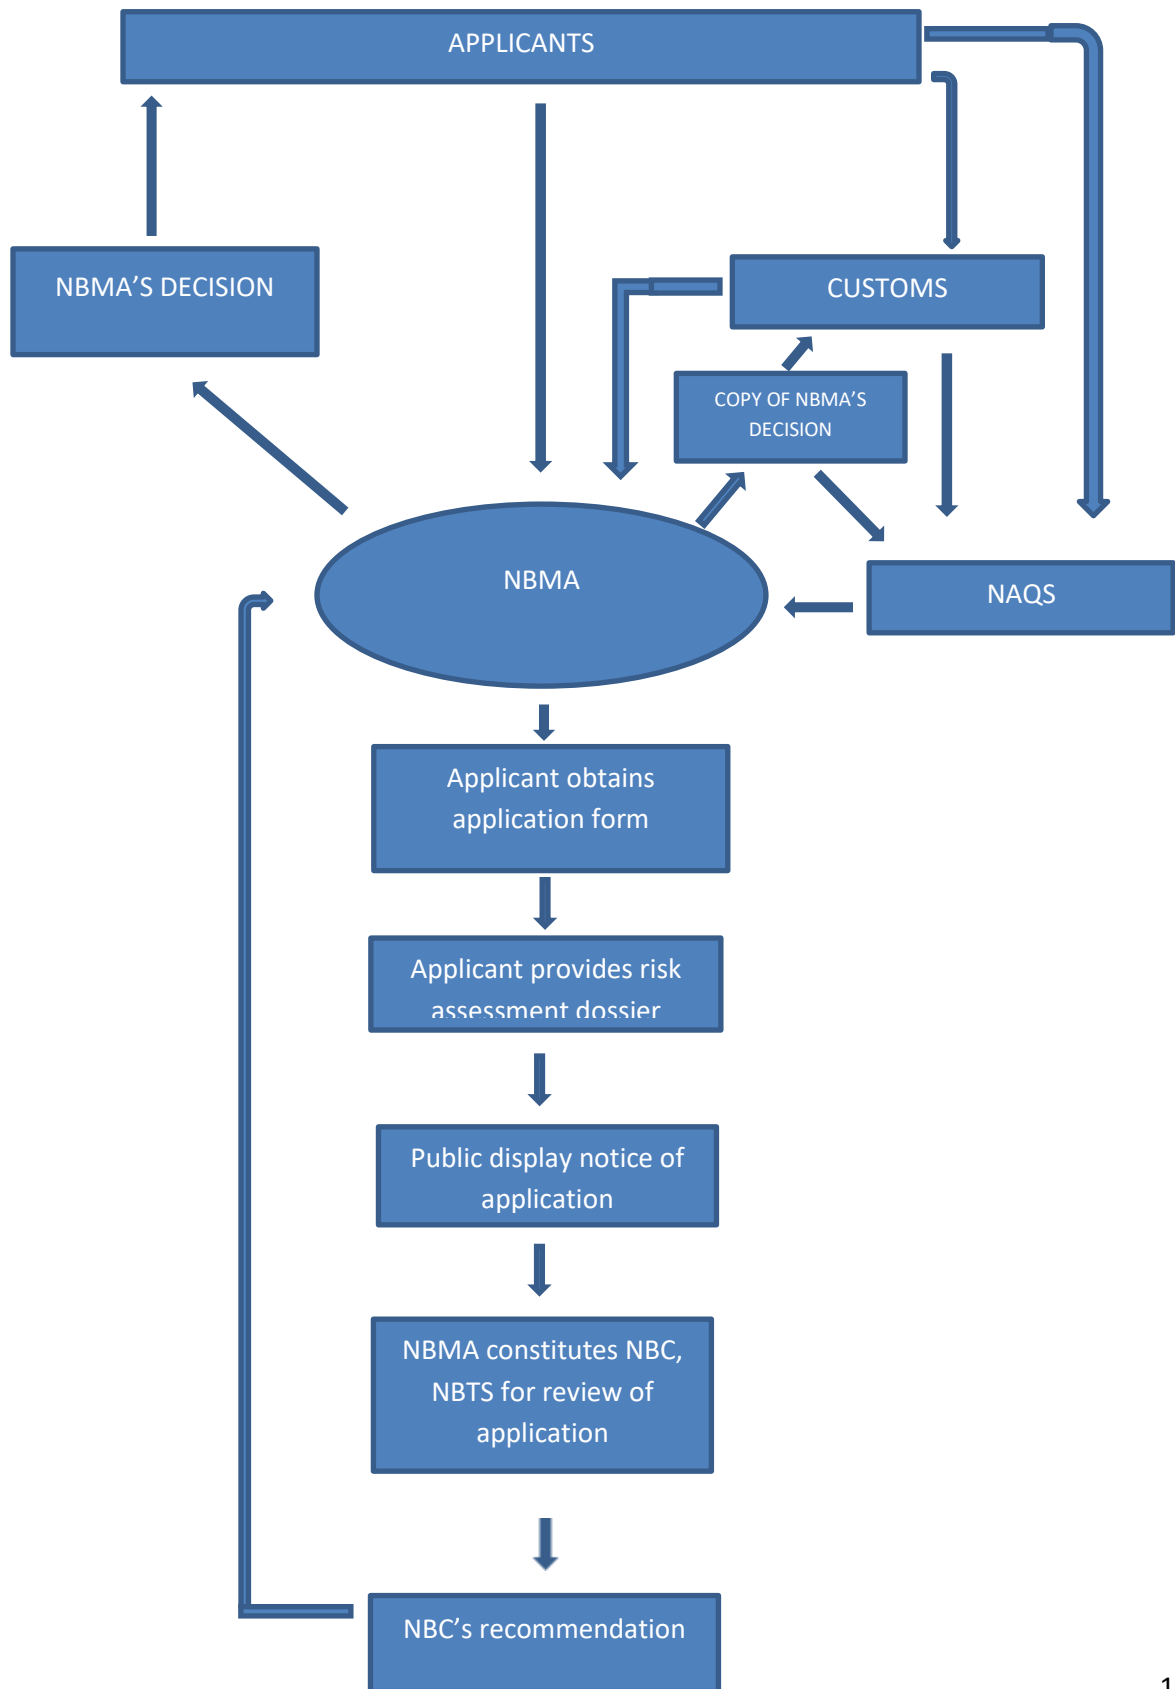 APPLICANTS
NBMA’S DECISION
CUSTOMS
COPY OF NBMA’S
DECISION
NBMA
NAQS
Applicant obtains
application form
Applicant provides risk
assessment dossier
Public display notice of
application
NBMA constitutes NBC,
NBTS for review of
application
NBC’s recommendation
1